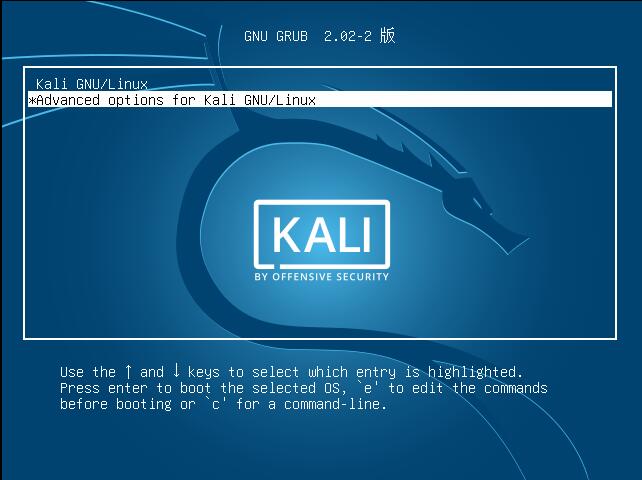 GNU GRUB  2.02-2 版
Kali GNU/Linux
*Advanced options for Kali GNU/Linux
KALI
BY OFFENSIVE SECURITY
Use the ↑ and ↓ keys to select which entry is highlighted.
Press enter to boot the selected OS, `e' to edit the commands
before booting or `c' for a command-line.